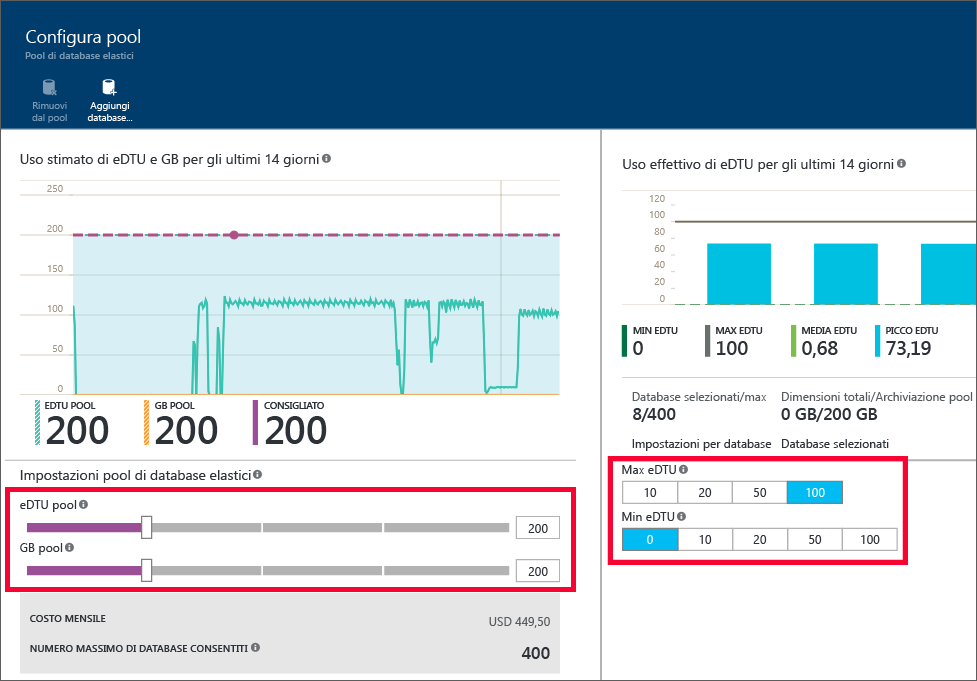 Configura pool
Pool di database elastici
Rimuovi
dal pool
Aggiungi
database...
Uso stimato di eDTU e GB per gli ultimi 14 giorni
250
200
150
100
50
0
EDTU POOL
200
GB POOL
200
CONSIGLIATO
200
Impostazioni pool di database elastici
eDTU pool
200
GB pool
200
COSTO MENSILE
USD 449,50
NUMERO MASSIMO DI DATABASE CONSENTITI
400
Uso effettivo di eDTU per gli ultimi 14 giorni
120
100
80
60
40
20
0
MIN EDTU
0
MAX EDTU
100
MEDIA EDTU
0,68
PICCO EDTU
73,19
Database selezionati/max
8/400
Dimensioni totali/Archiviazione pool
0 GB/200 GB
Impostazioni per database
Database selezionati
Max eDTU
10 20 50 100
Min eDTU
0 10 20 50 100